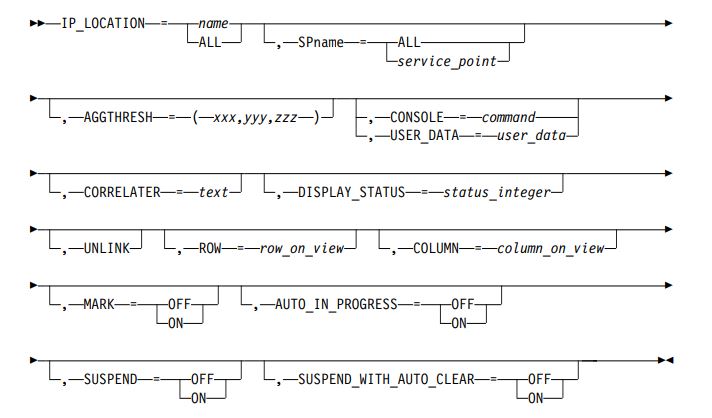 IP_LOCATION = name
ALL , SPname = ALL
service_point
, AGGTHRESH = ( xxx,yyy,zzz ) , CONSOLE = command
, USER_DATA = user_data
, CORRELATER = text , DISPLAY_STATUS = status_integer
, UNLINK , ROW = row_on_view , COLUMN = column_on_view
, MARK = OFF , AUTO_IN_PROGRESS = OFF
ON ON
, SUSPEND = OFF , SUSPEND_WITH_AUTO_CLEAR = OFF
ON ON